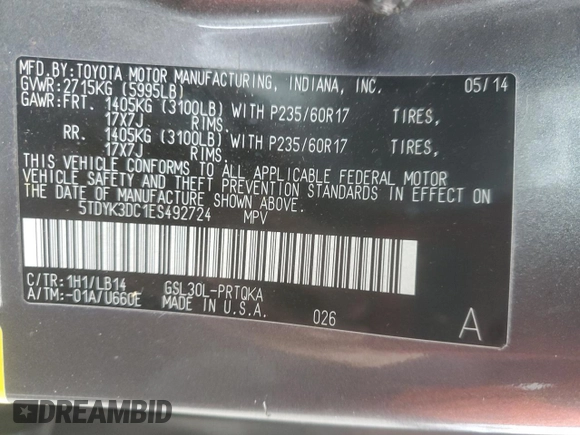 MFD.BY:TOYOTA MOTOR MANUFACTURING, INDIANA, INC. 05/14
GVWR:2715KG (5995LB)
GAWR:FRT. 1405KG (3100LB) WITH P235/60R17 TIRES,
17X7J RIMS.
RR. 1405KG (3100LB) WITH P235/60R17 TIRES,
17X7J RIMS.
THIS VEHICLE CONFORMS TO ALL APPLICABLE FEDERAL MOTOR
VEHICLE SAFETY AND THEFT PREVENTION STANDARDS IN EFFECT ON
THE DATE OF MANUFACTURE SHOWN ABOVE.
5TDYK3DC1ES492724 MPV
C/TR:1H1/LB14 GSL30L-PRTQKA
A/TM:-01A/U660E MADE IN U.S.A. 026 A
DREAMBID